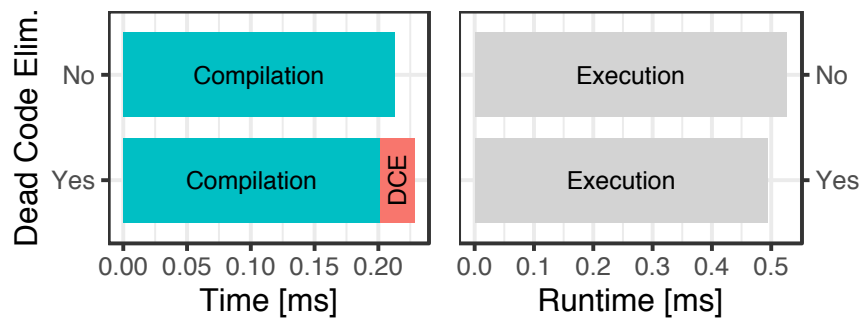 Dead Code Elim.
No
Compilation
Execution
No
Yes
Compilation
DCE
Execution
Yes
0.00 0.05 0.10 0.15 0.20
0.0 0.1 0.2 0.3 0.4 0.5
Time [ms]
Runtime [ms]